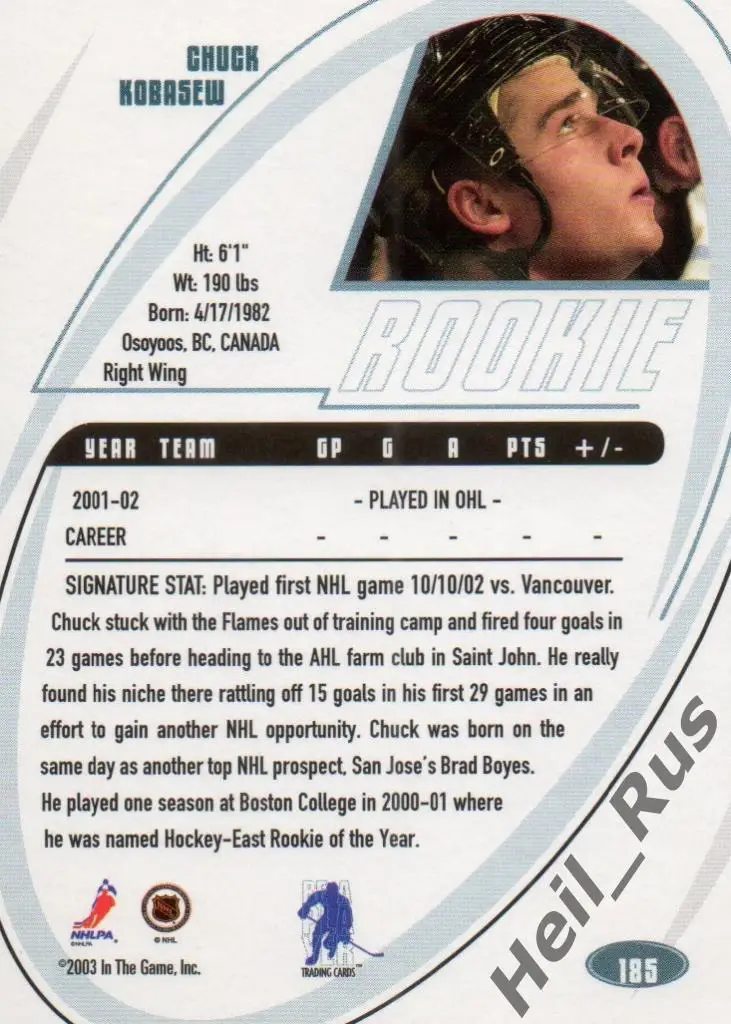 CHUCK
KOBASEW
Ht: 6'1"
Wt: 190 lbs
Born: 4/17/1982
Osoyoos, BC, CANADA
Right Wing
ROOKIE
YEAR TEAM GP G A PTS +/-
2001-02 - PLAYED IN OHL -
CAREER - - - - -
SIGNATURE STAT: Played first NHL game 10/10/02 vs. Vancouver.
Chuck stuck with the Flames out of training camp and fired four goals in
23 games before heading to the AHL farm club in Saint John. He really
found his niche there rattling off 15 goals in his first 29 games in an
effort to gain another NHL opportunity. Chuck was born on the
same day as another top NHL prospect, San Jose's Brad Boyes.
He played one season at Boston College in 2000-01 where
he was named Hockey-East Rookie of the Year.
NHLPA
©NHLPA
© NHL
TRADING CARDS™
©2003 In The Game, Inc.
185
Heil_Rus